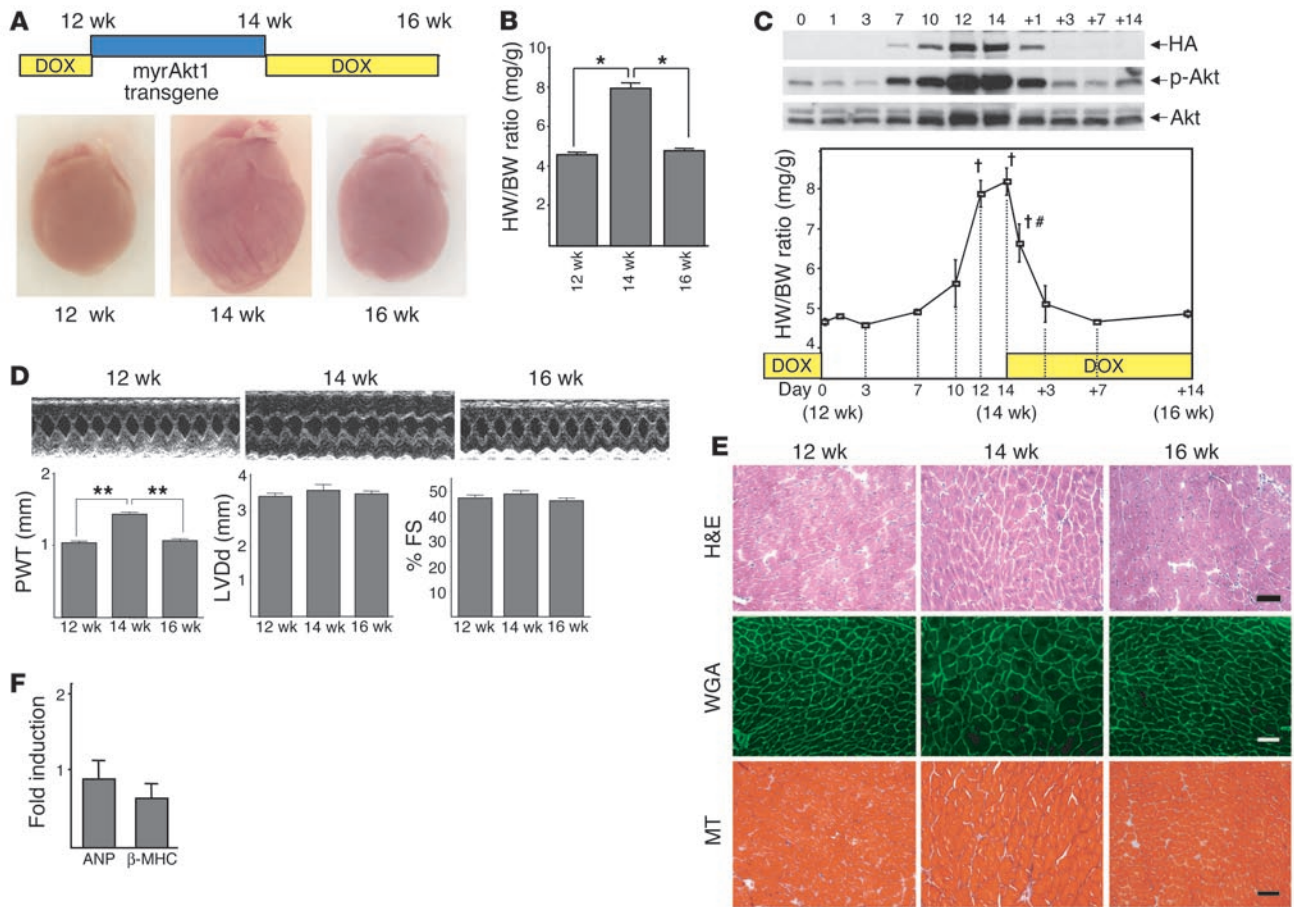 A
12 wk 14 wk 16 wk
DOX
myrAkt1
transgene
DOX
12 wk 14 wk 16 wk
B
HW/BW ratio (mg/g)
10
8
6
4
2
* *
12 wk
14 wk
16 wk
C
0 1 3 7 10 12 14 +1 +3 +7 +14
HA
p-Akt
Akt
HW/BW ratio (mg/g)
8
7
6
5
4
†
†
† #
DOX
DOX
Day 0 3 7 10 12 14 +3 +7 +14
(12 wk) (14 wk) (16 wk)
D
12 wk 14 wk 16 wk
PWT (mm)
2
1
** **
12 wk 14 wk 16 wk
LVDd (mm)
4
3
2
1
12 wk 14 wk 16 wk
% FS
50
40
30
20
10
12 wk 14 wk 16 wk
E
12 wk 14 wk 16 wk
H&E
WGA
MT
F
Fold induction
2
1
ANP β-MHC